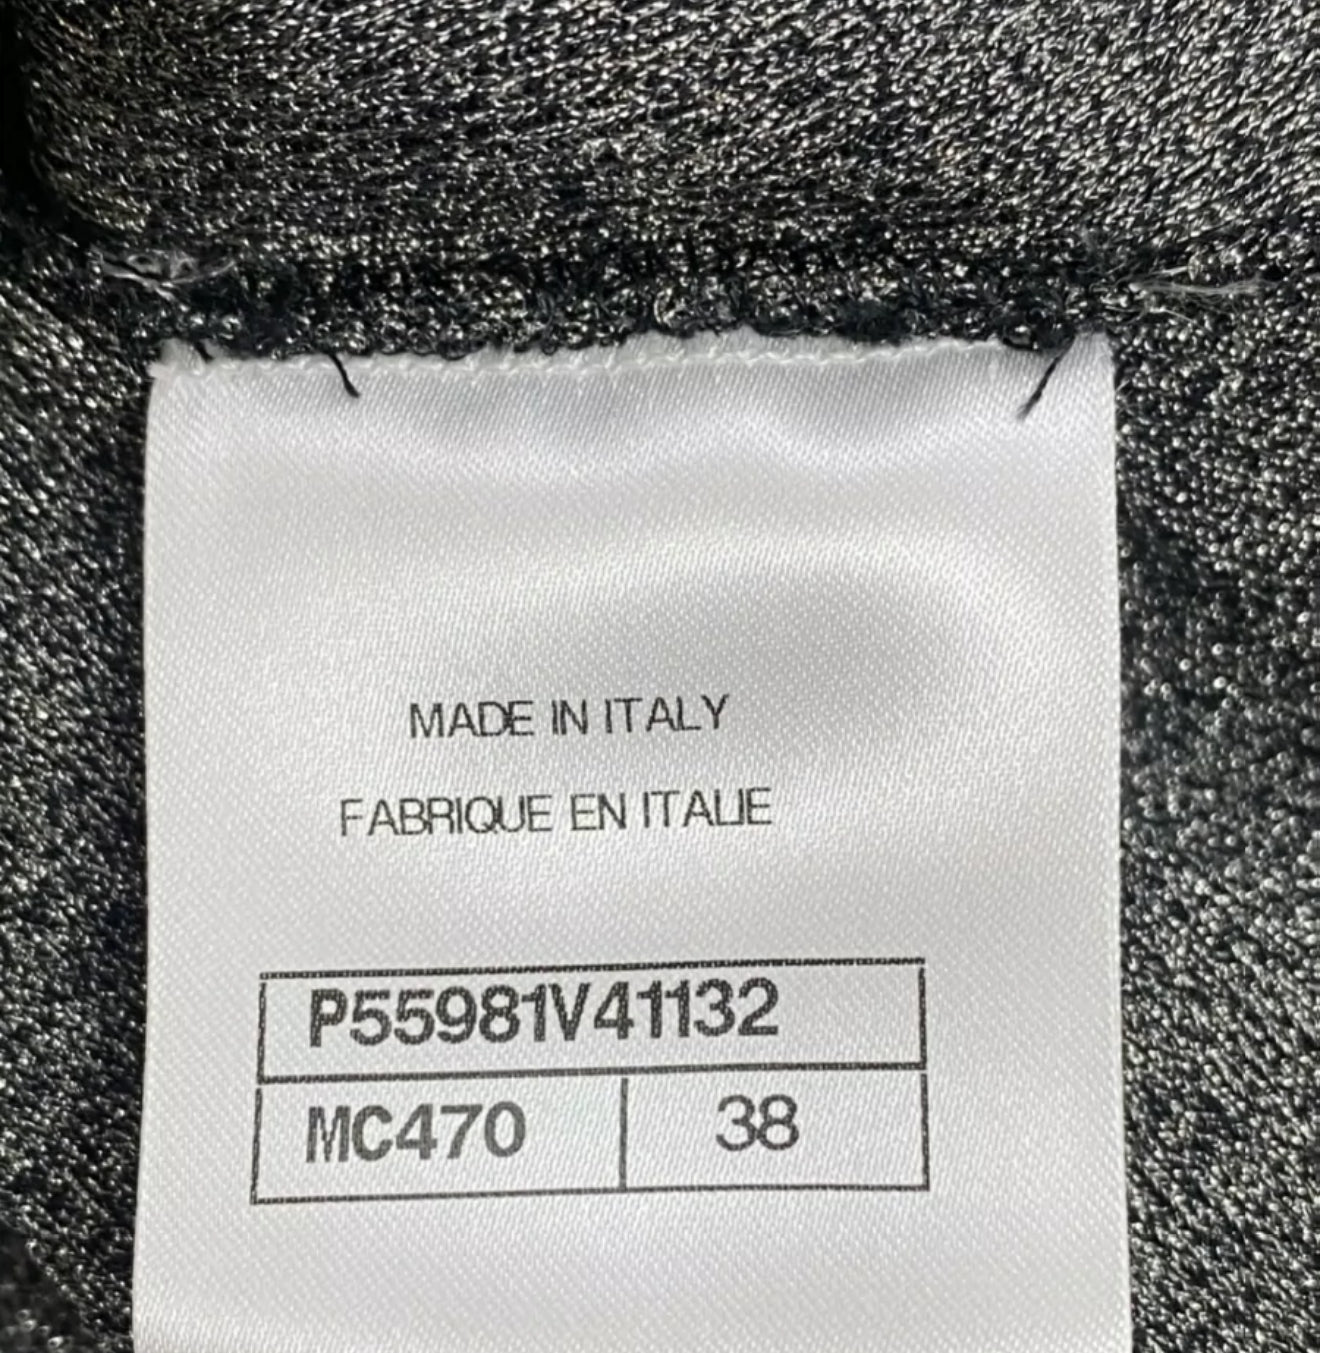 MADE IN ITALY
FABRIQUE EN ITALIE
P55981V41132
MC470 38